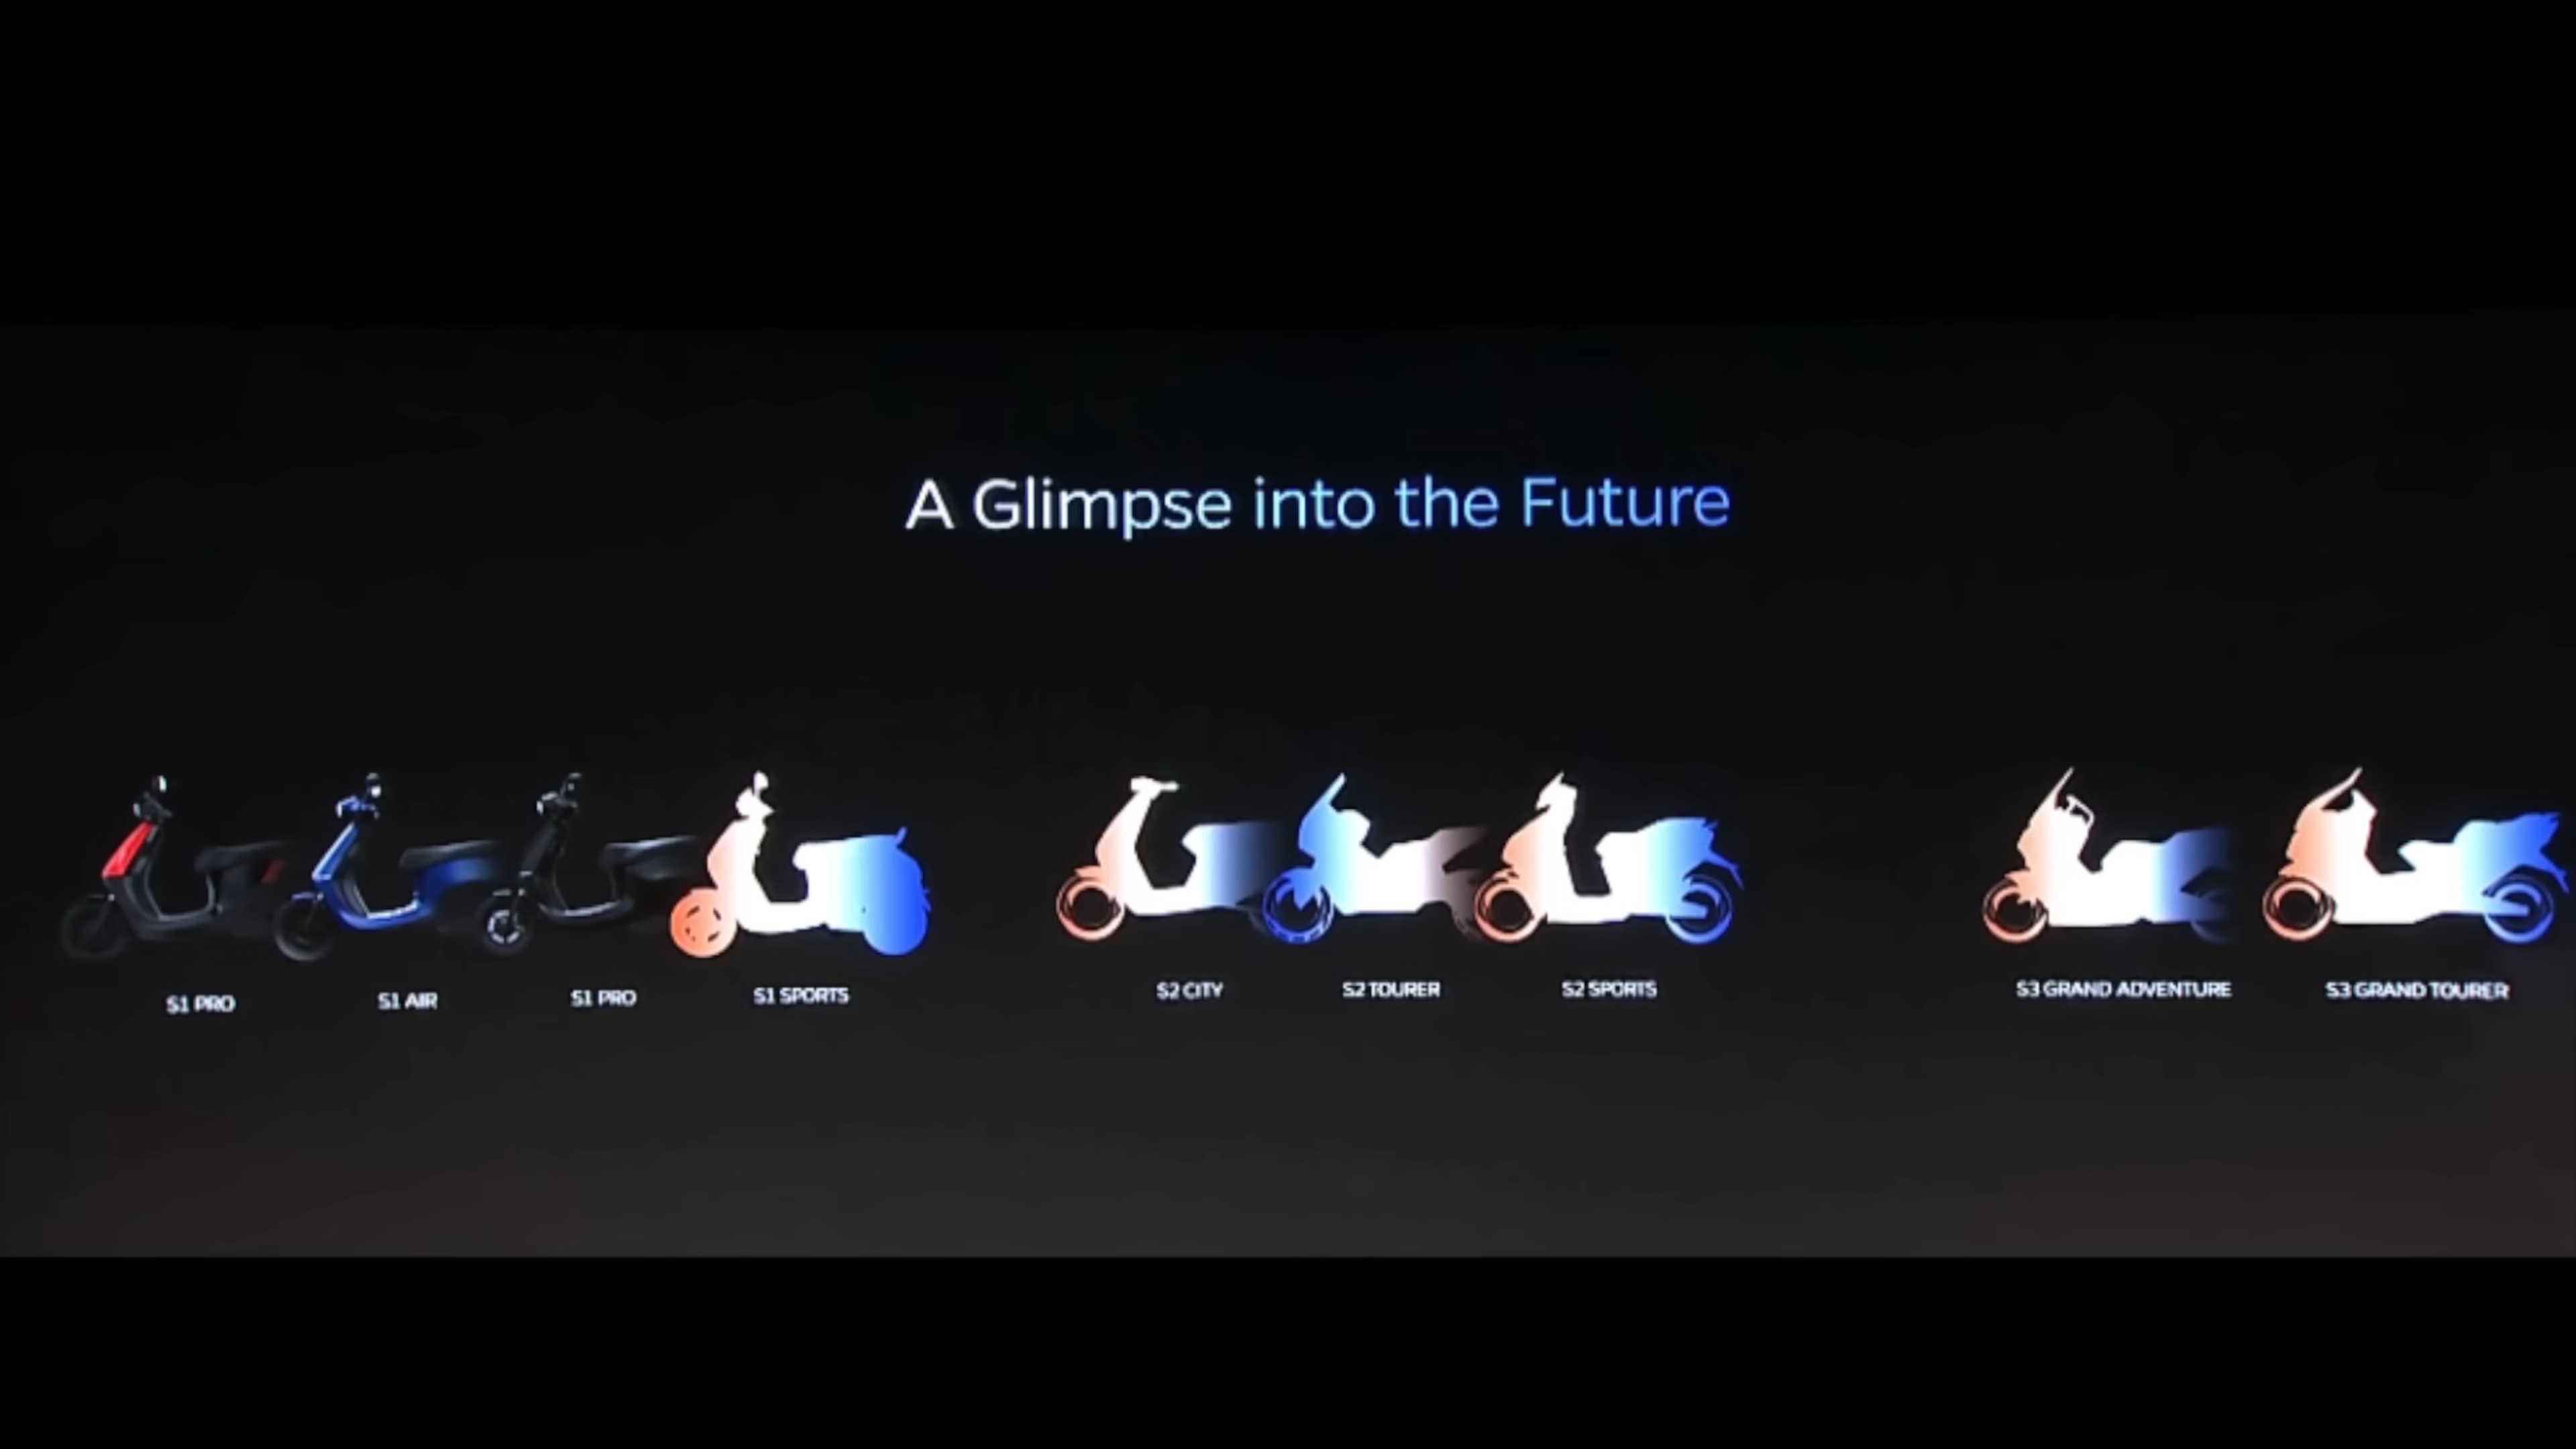 A Glimpse into the Future
S1 PRO
S1 AIR
S1 PRO
S1 SPORTS
S2 CITY
S2 TOURER
S2 SPORTS
S3 GRAND ADVENTURE
S3 GRAND TOURER